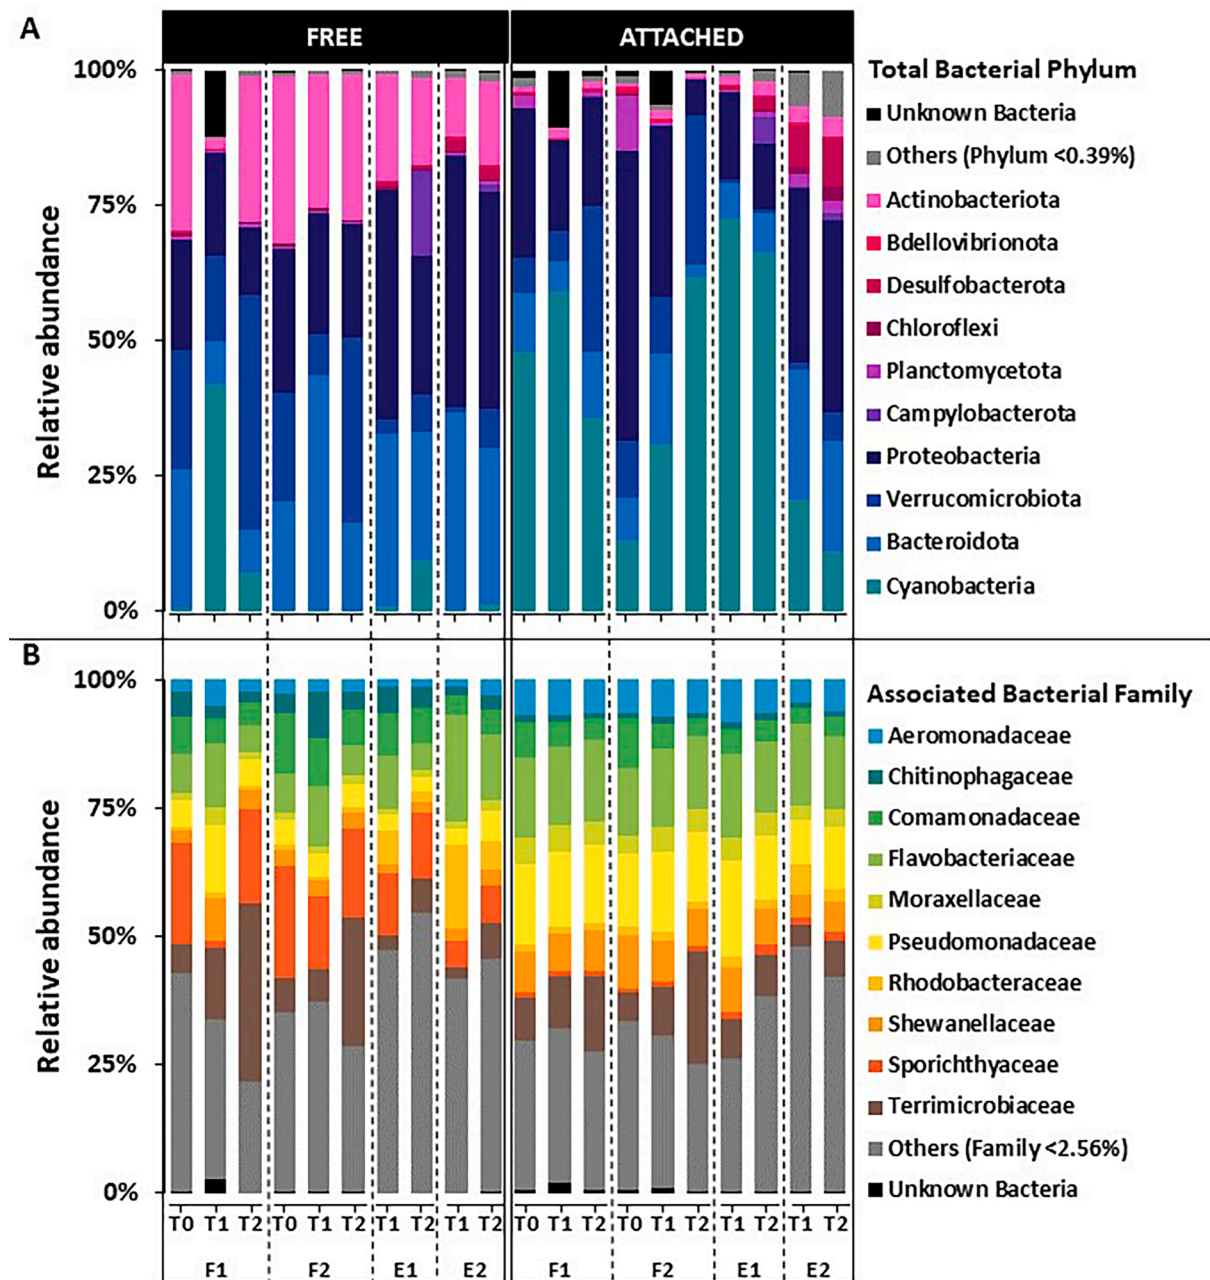 A
FREE
ATTACHED
100%
75%
50%
25%
0%
Relative abundance
Total Bacterial Phylum
Unknown Bacteria
Others (Phylum <0.39%)
Actinobacteriota
Bdellovibrionota
Desulfobacterota
Chloroflexi
Planctomycetota
Campylobacterota
Proteobacteria
Verrucomicrobiota
Bacteroidota
Cyanobacteria
B
100%
75%
50%
25%
0%
Relative abundance
Associated Bacterial Family
Aeromonadaceae
Chitinophagaceae
Comamonadaceae
Flavobacteriaceae
Moraxellaceae
Pseudomonadaceae
Rhodobacteraceae
Shewanellaceae
Sporichthyaceae
Terrimicrobiaceae
Others (Family <2.56%)
Unknown Bacteria
T0 T1 T2 T0 T1 T2 T1 T2 T1 T2 T0 T1 T2 T0 T1 T2 T1 T2 T1 T2
F1 F2 E1 E2 F1 F2 E1 E2